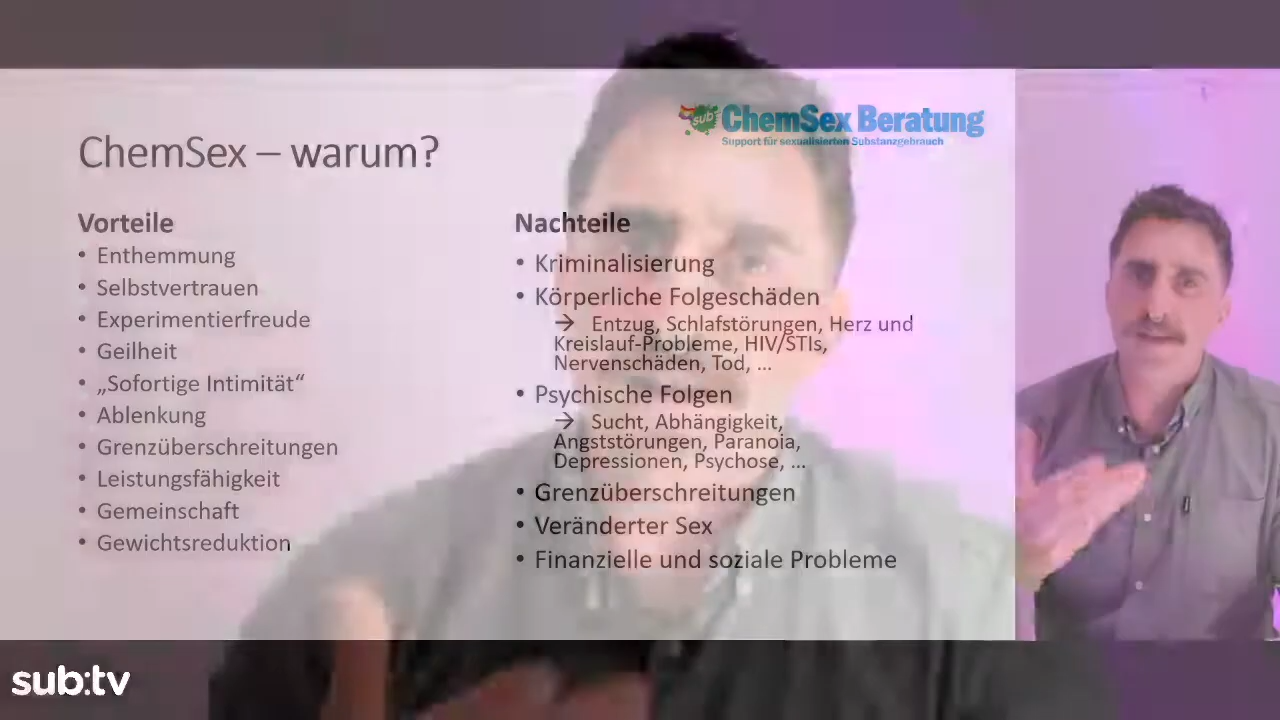 sub
ChemSex Beratung
Support für sexualisierten Substanzgebrauch
ChemSex – warum?
Vorteile
• Enthemmung
• Selbstvertrauen
• Experimentierfreude
• Geilheit
• „Sofortige Intimität“
• Ablenkung
• Grenzüberschreitungen
• Leistungsfähigkeit
• Gemeinschaft
• Gewichtsreduktion
Nachteile
• Kriminalisierung
• Körperliche Folgeschäden
→ Entzug, Schlafstörungen, Herz und
Kreislauf-Probleme, HIV/STIs,
Nervenschäden, Tod, ...
• Psychische Folgen
→ Sucht, Abhängigkeit,
Angststörungen, Paranoia,
Depressionen, Psychose, ...
• Grenzüberschreitungen
• Veränderter Sex
• Finanzielle und soziale Probleme
sub:tv